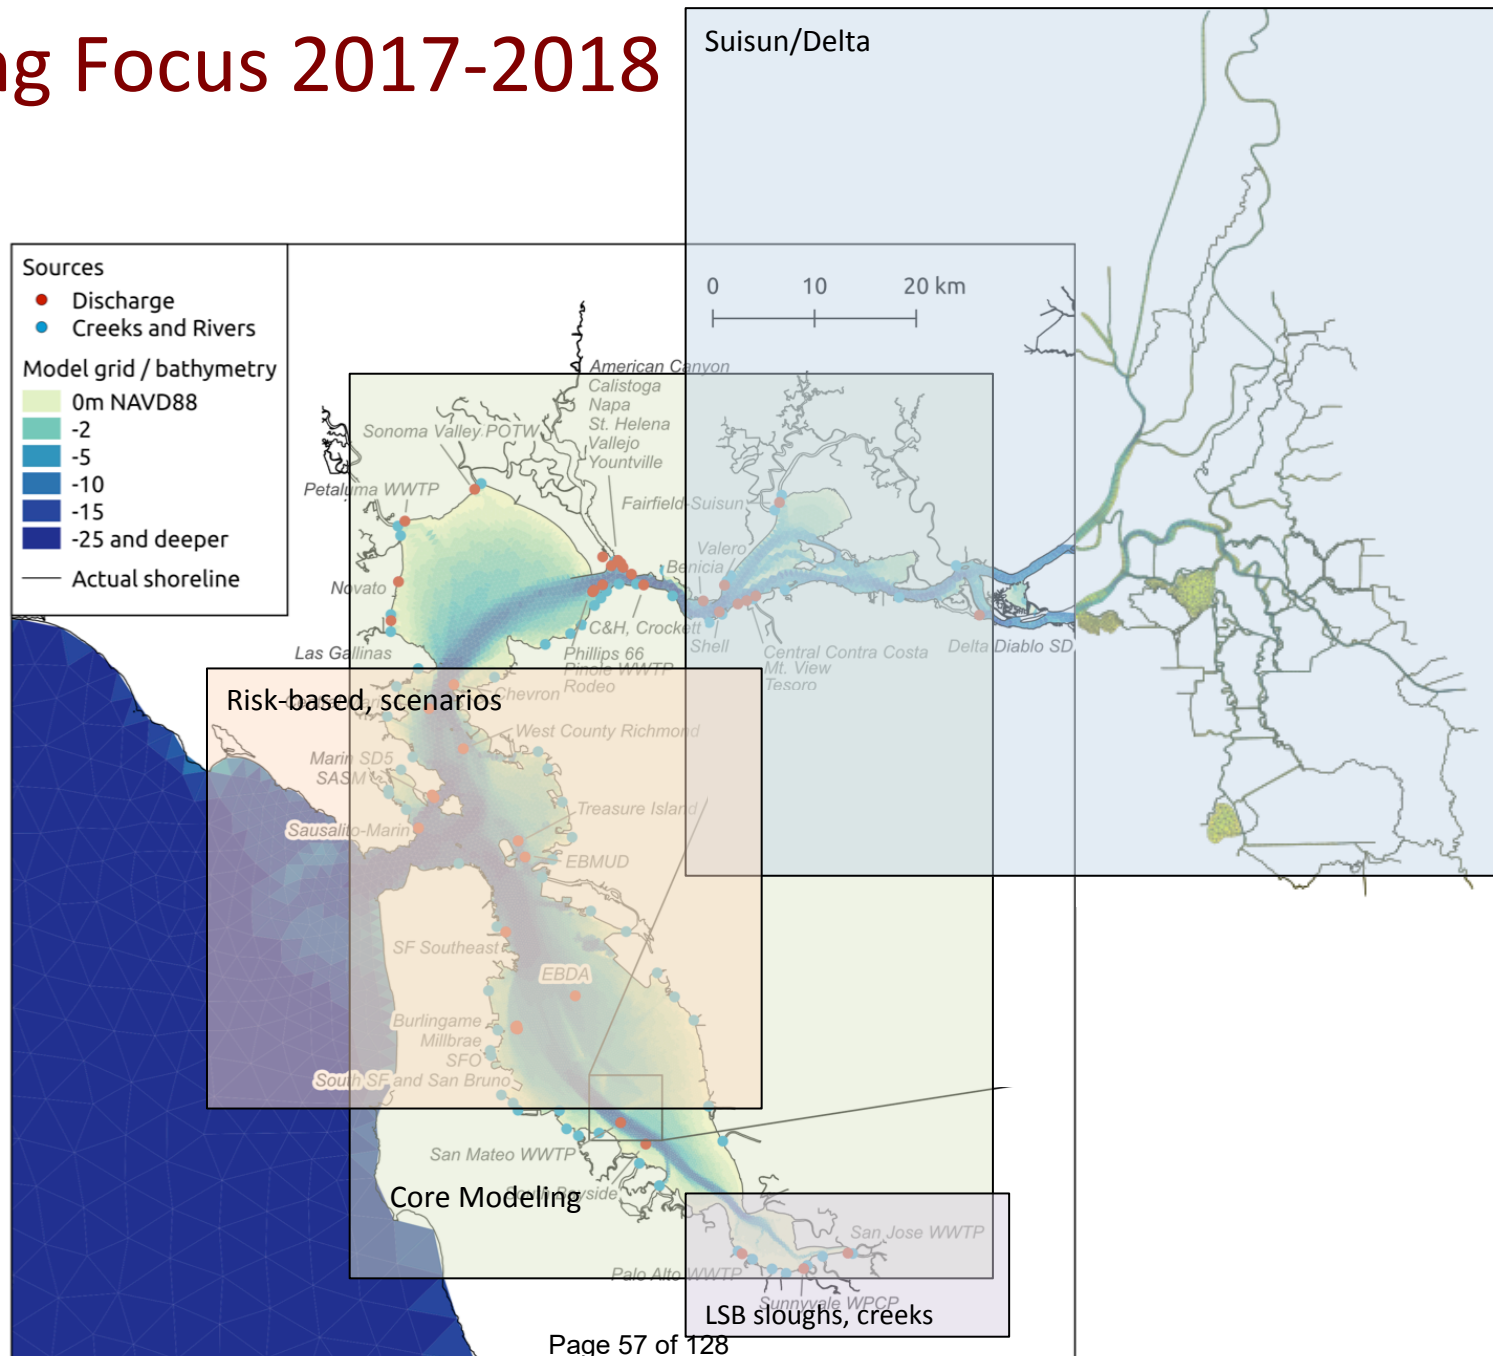 ng Focus 2017-2018
Suisun/Delta
Sources
Discharge
Creeks and Rivers
Model grid / bathymetry
0m NAVD88
-2
-5
-10
-15
-25 and deeper
Actual shoreline
0 10 20 km
American Canyon
Calistoga
Napa
St. Helena
Vallejo
Yountville
Sonoma Valley POTW
Petaluma WWTP
Fairfield-Suisun
Valero
Benicia
Novato
C&H, Crockett
Shell
Las Gallinas
Phillips 66
Pinole WWTP
Rodeo
Central Contra Costa
Mt. View
Tesoro
Delta Diablo SD
Risk-based, scenarios
Chevron
West County Richmond
Marin SD5
SASM
Treasure Island
Sausalito-Marin
EBMUD
SF Southeast
EBDA
Burlingame
Millbrae
SFO
South SF and San Bruno
San Mateo WWTP
Core Modeling
South Bayside
San Jose WWTP
Palo Alto WWTP
Sunnyvale WPCP
LSB sloughs, creeks
Page 57 of 128